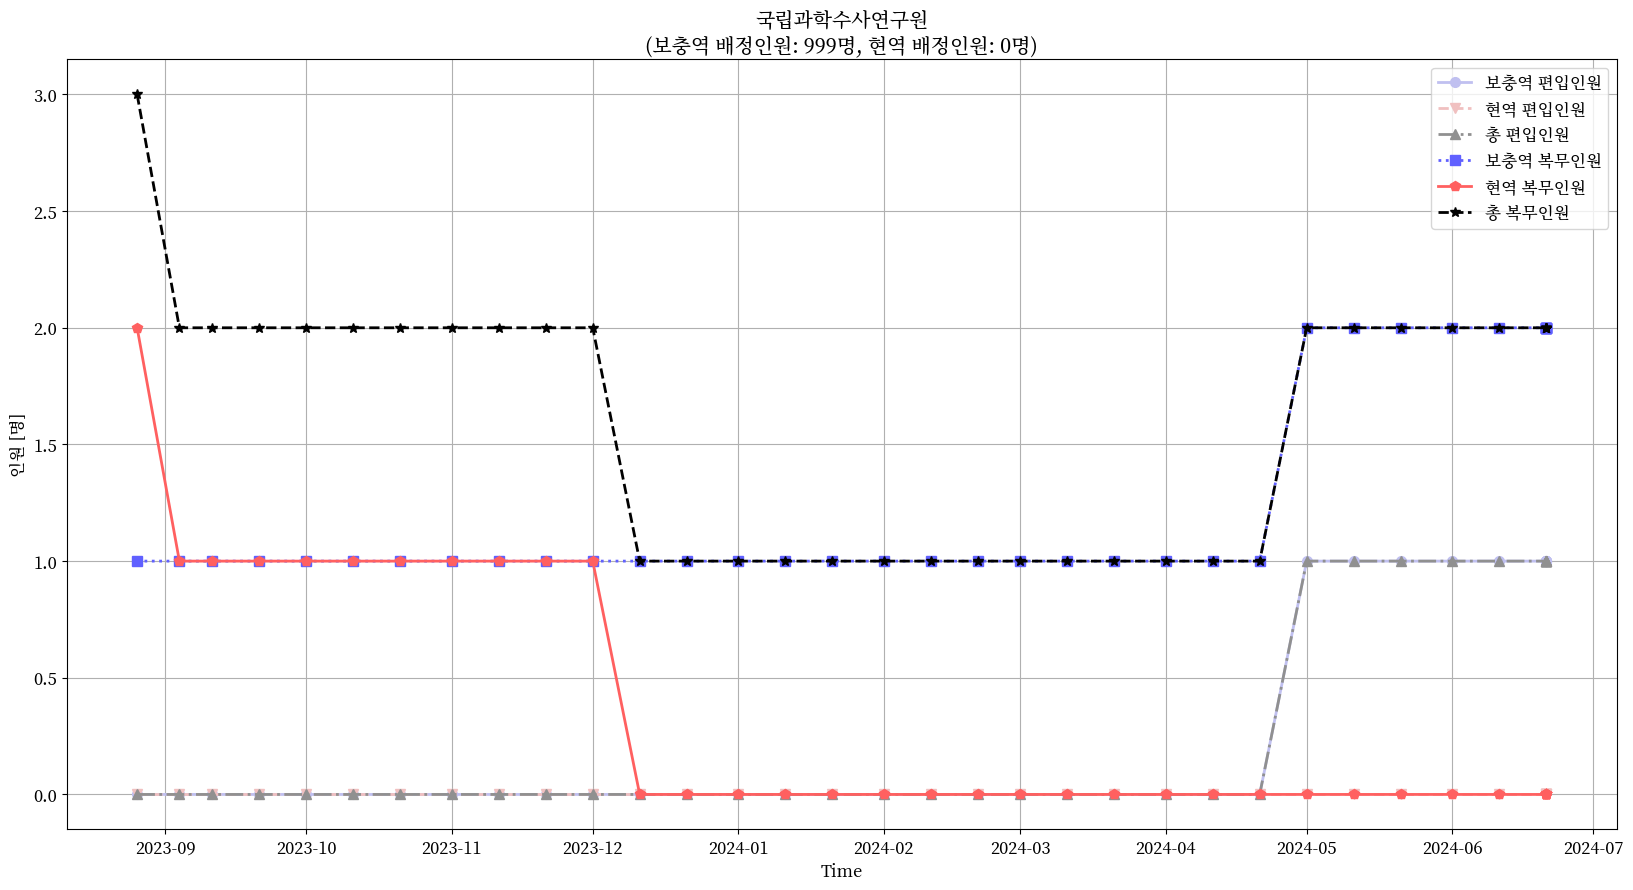 국립과학수사연구원
(보충역 배정인원: 999명, 현역 배정인원: 0명)
보충역 편입인원
현역 편입인원
총 편입인원
보충역 복무인원
현역 복무인원
총 복무인원
인원 [명]
3.0
2.5
2.0
1.5
1.0
0.5
0.0
2023-09 2023-10 2023-11 2023-12 2024-01 2024-02 2024-03 2024-04 2024-05 2024-06 2024-07
Time